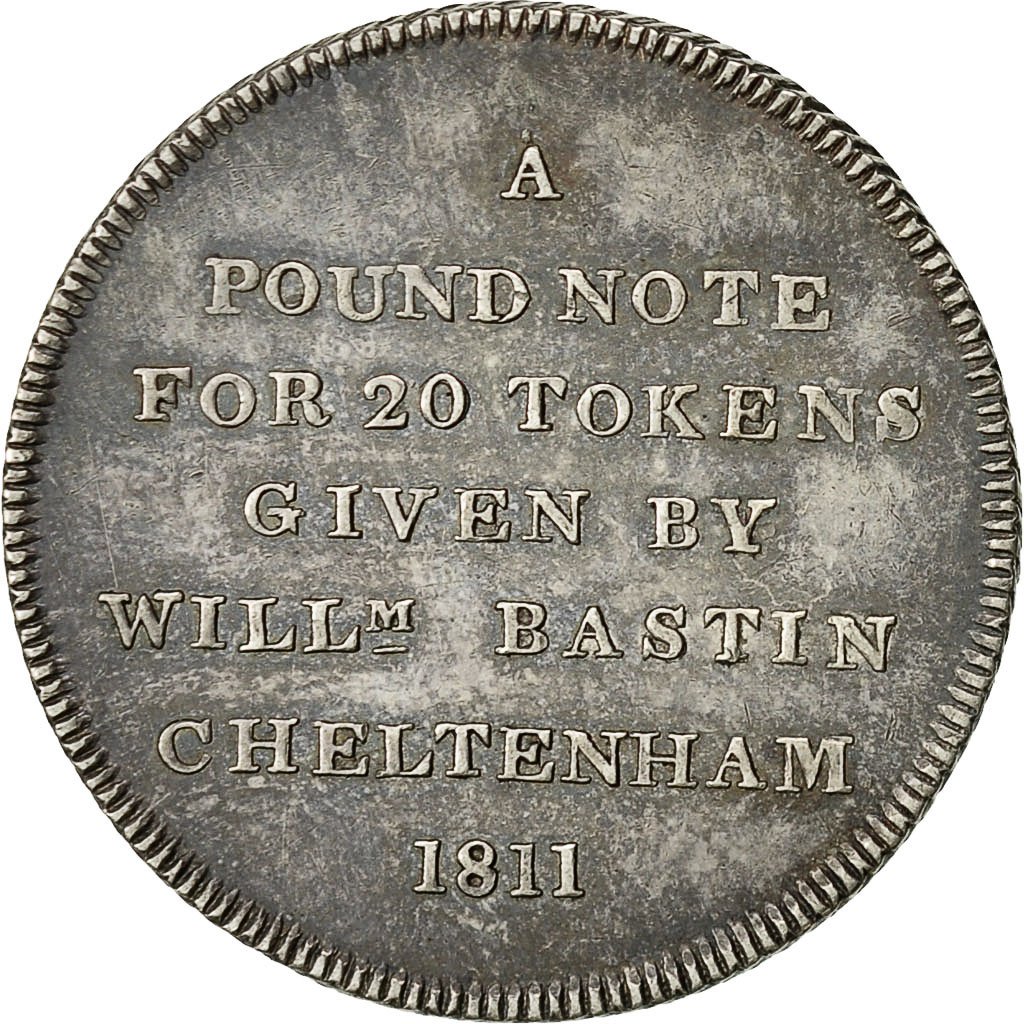 A
POUND NOTE
FOR 20 TOKENS
GIVEN BY
WILLᴹ BASTIN
CHELTENHAM
1811